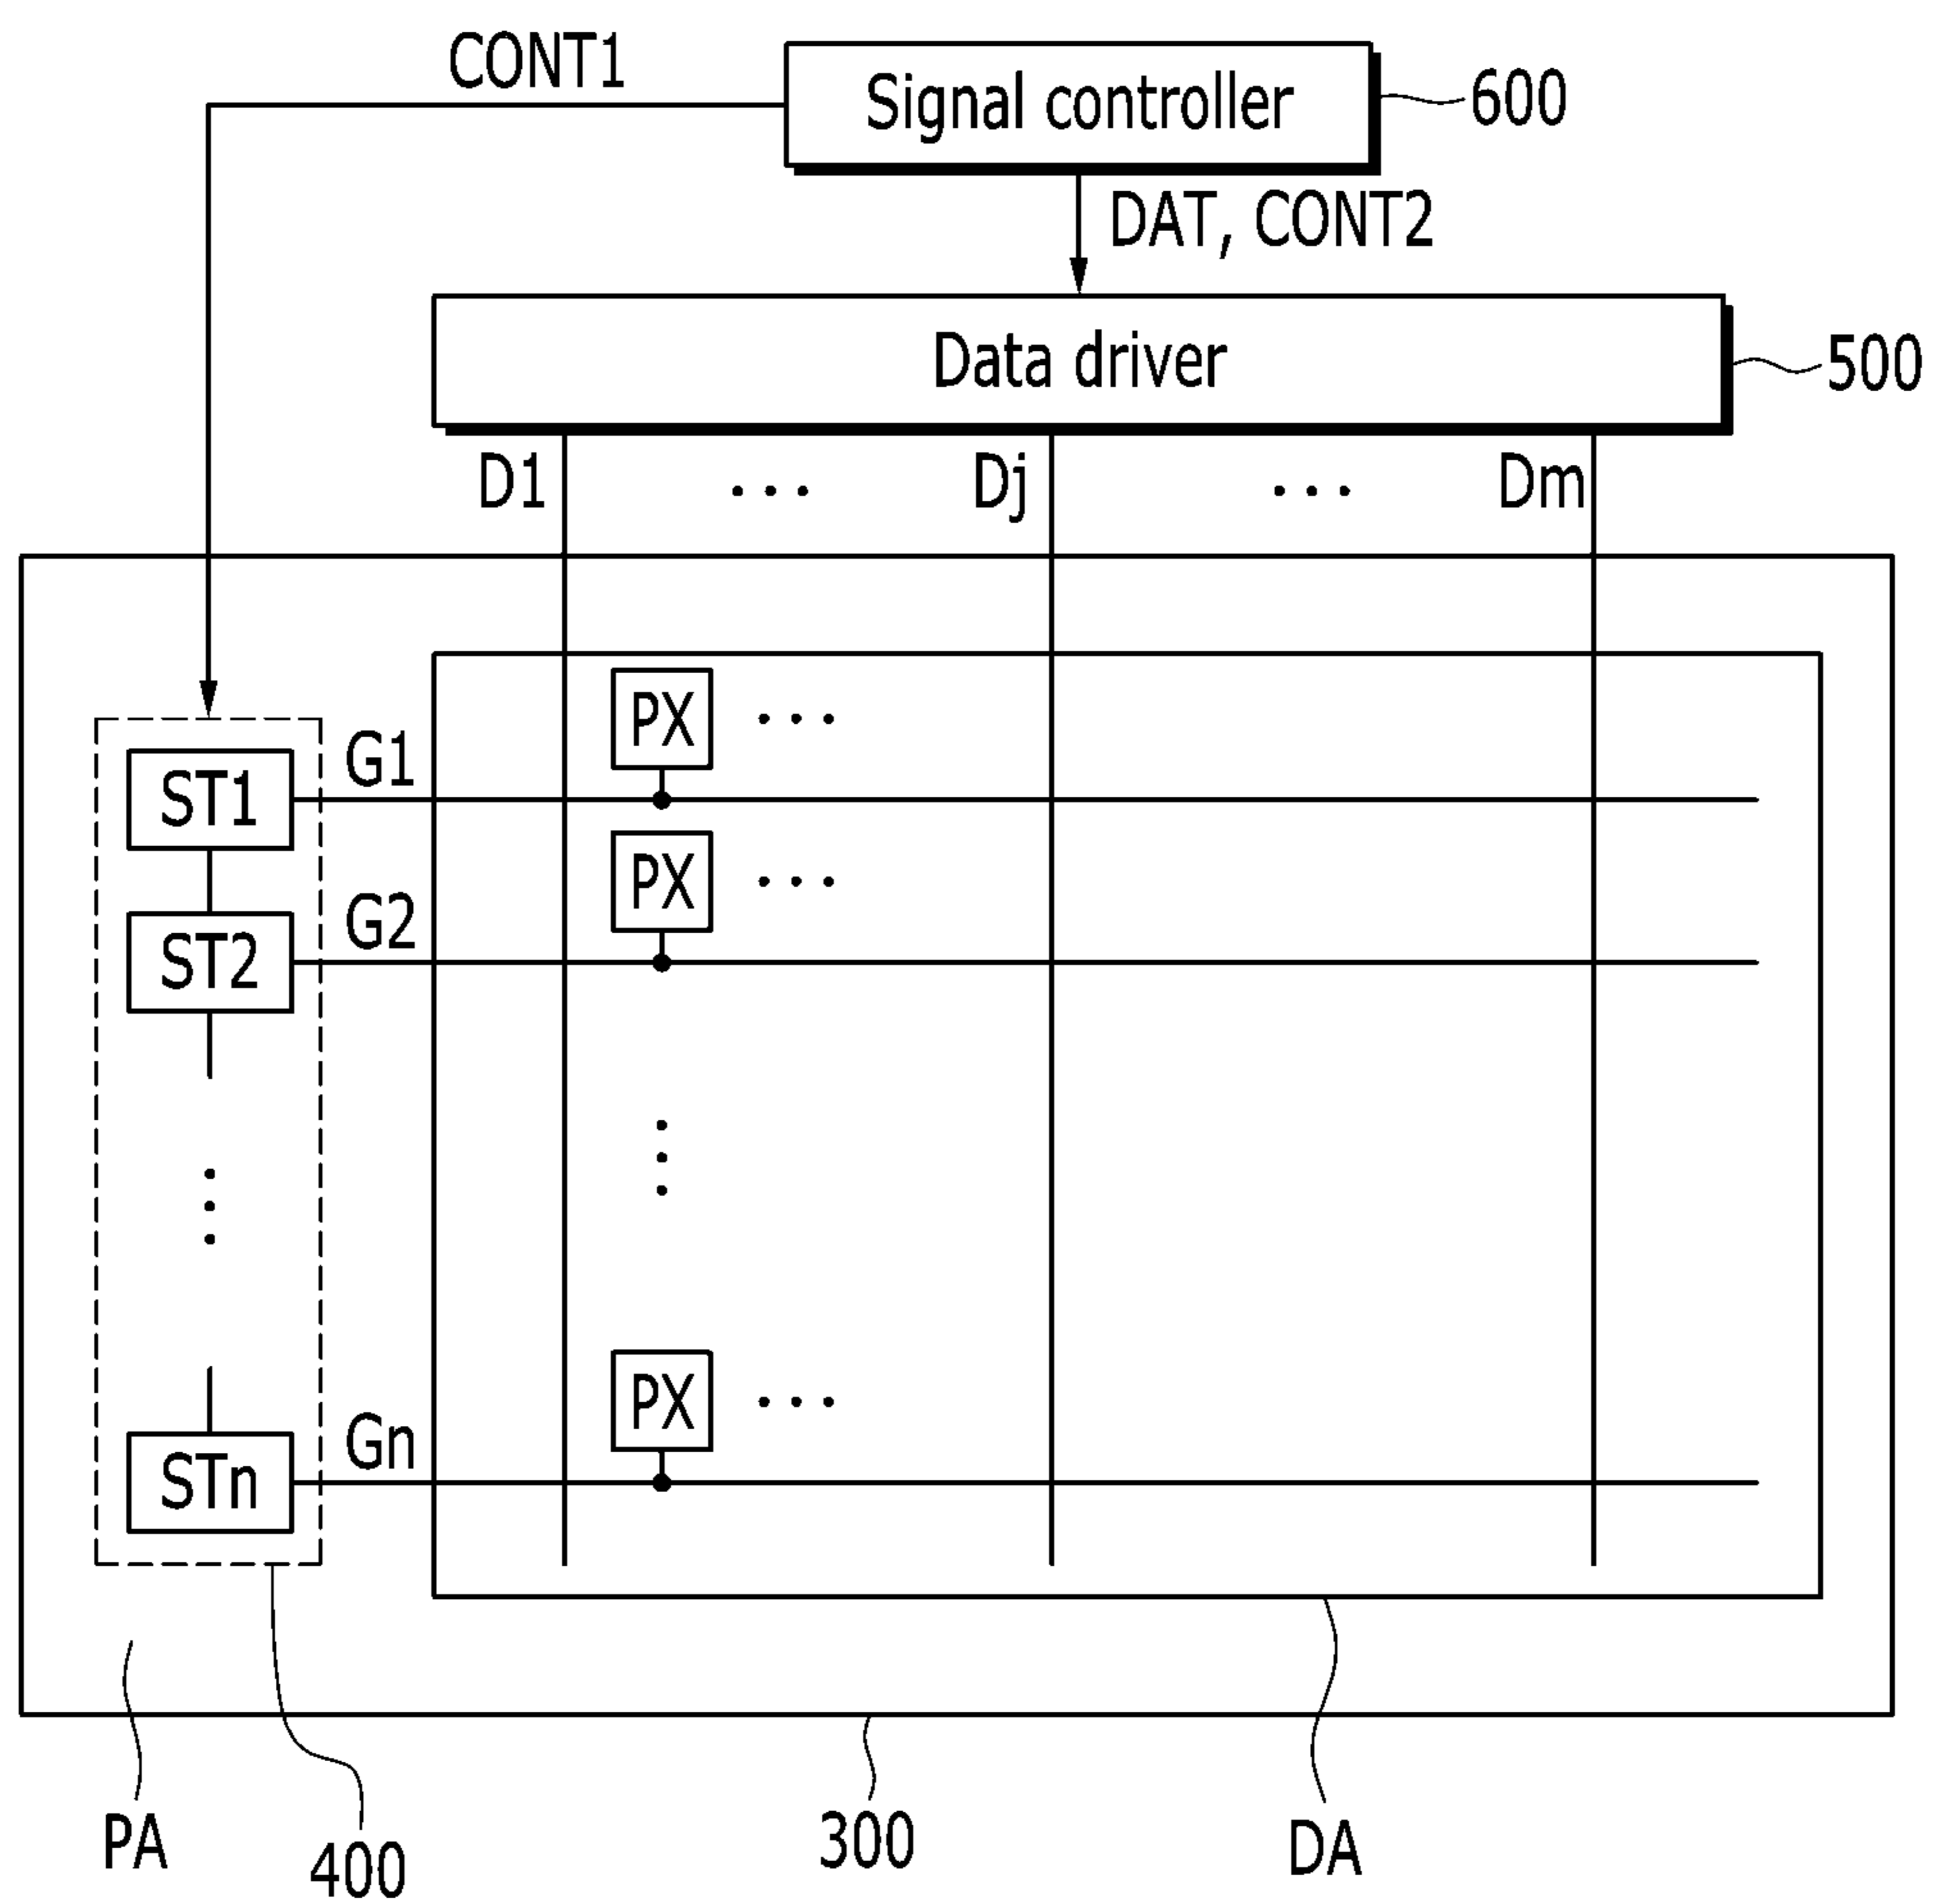 CONT1
Signal controller
600
DAT, CONT2
Data driver
500
D1 ... Dj ... Dm
PX ...
ST1
G1
PX ...
ST2
G2
PX ...
STn
Gn
PA
400
300
DA